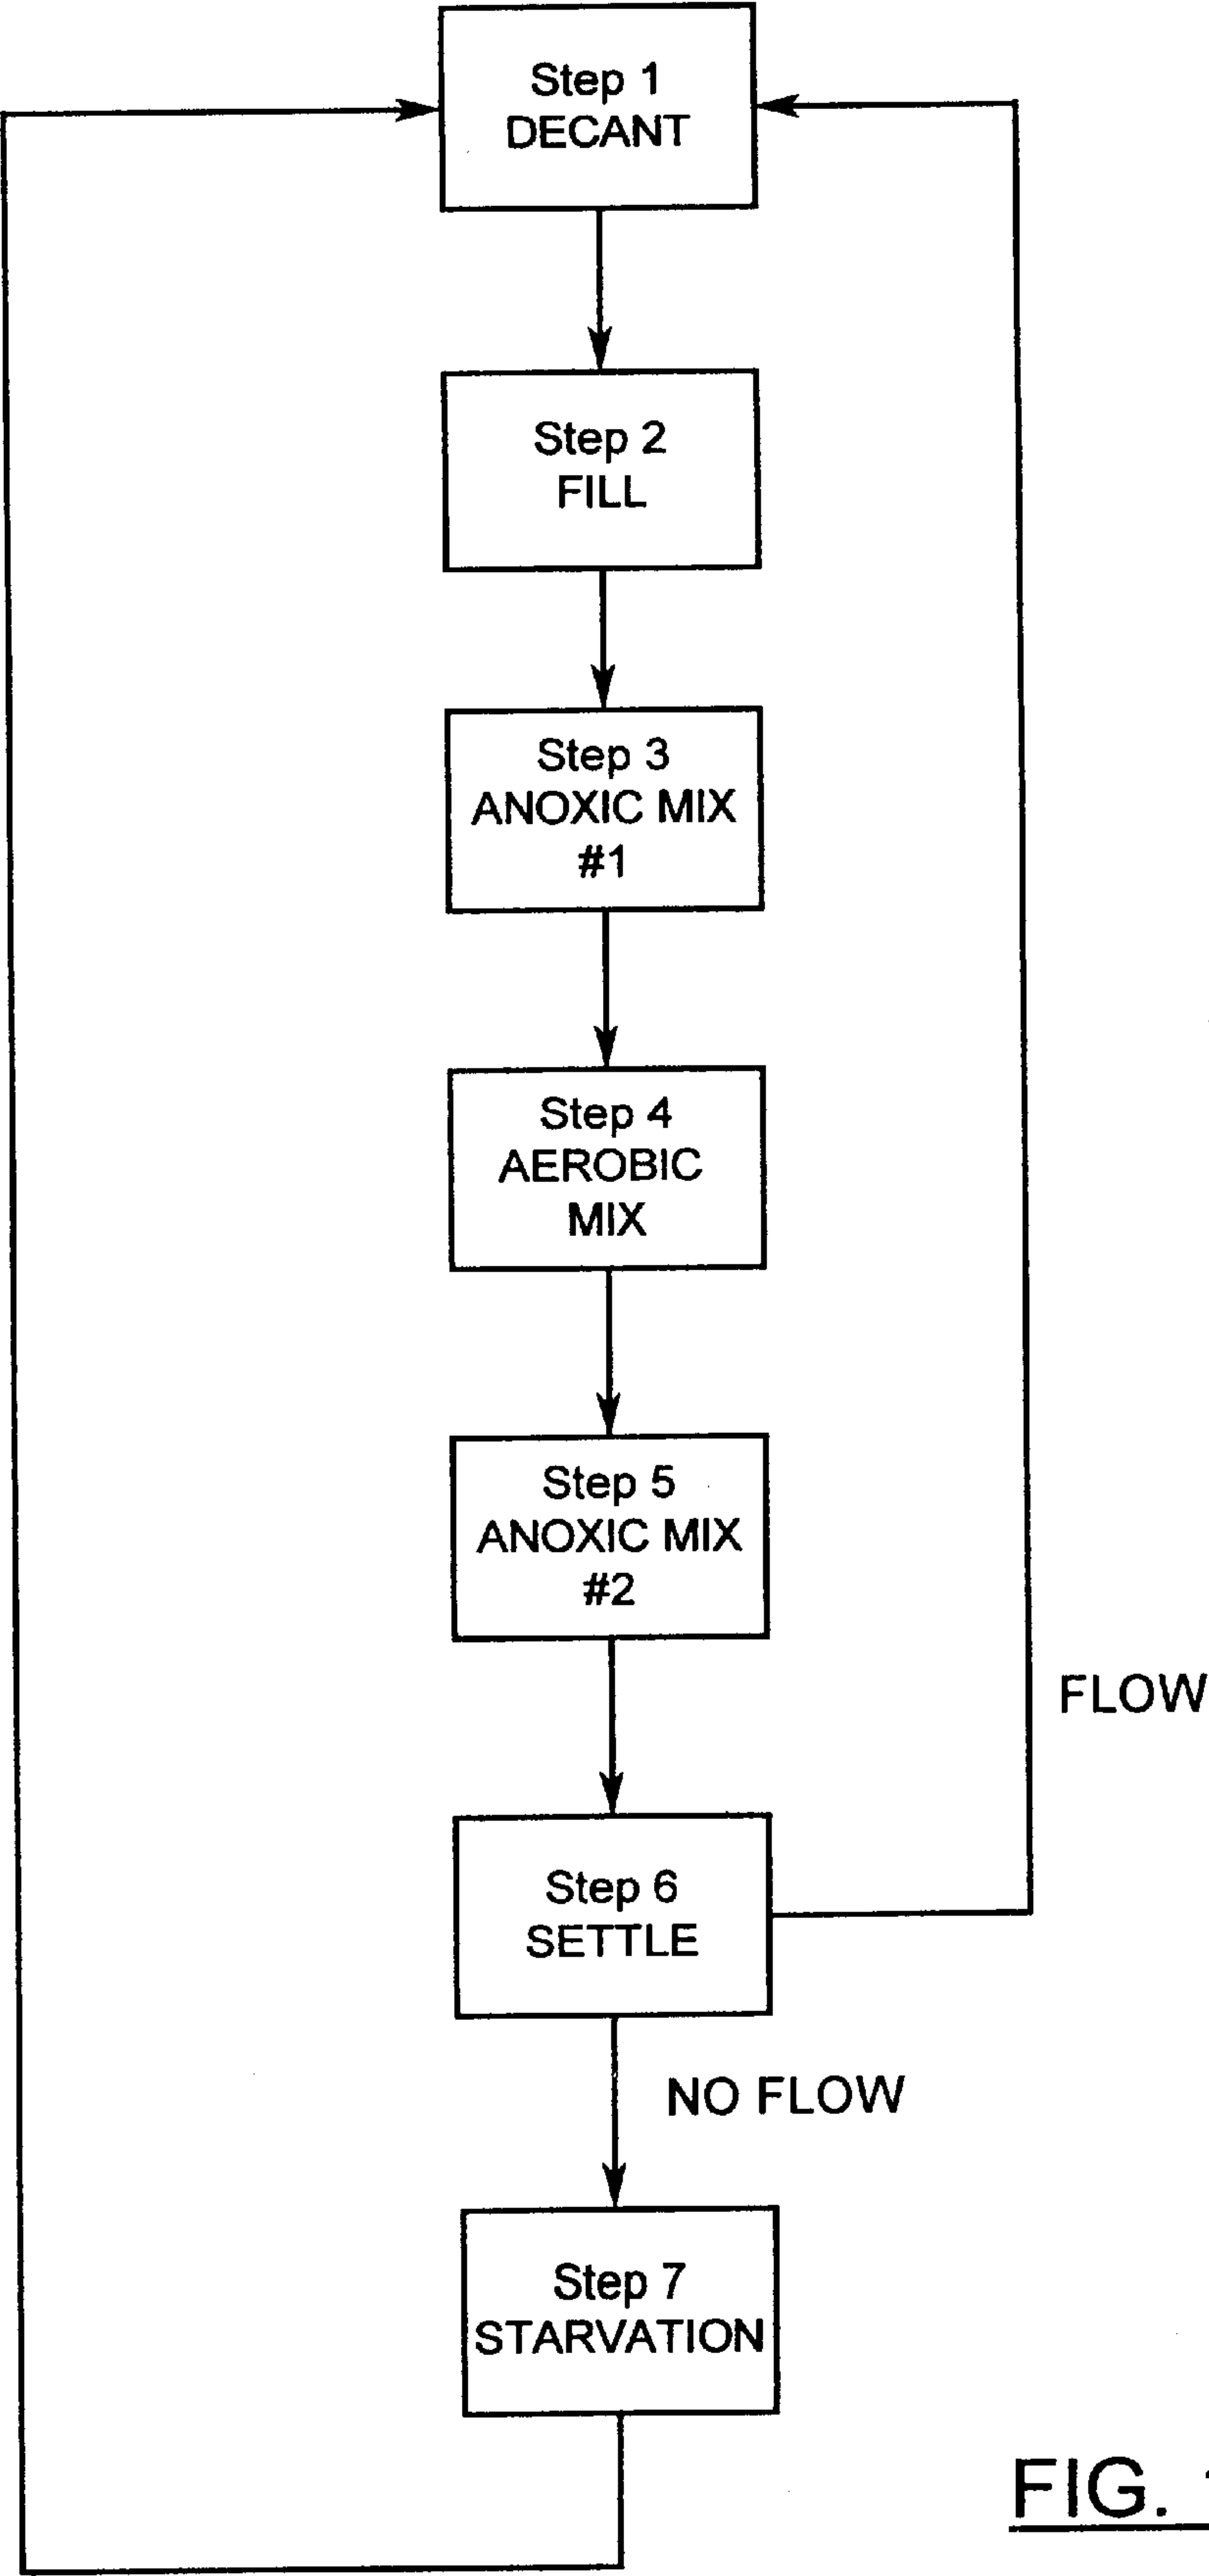 Step 1
DECANT
Step 2
FILL
Step 3
ANOXIC MIX
#1
Step 4
AEROBIC
MIX
Step 5
ANOXIC MIX
#2
FLOW
Step 6
SETTLE
NO FLOW
Step 7
STARVATION
FIG.